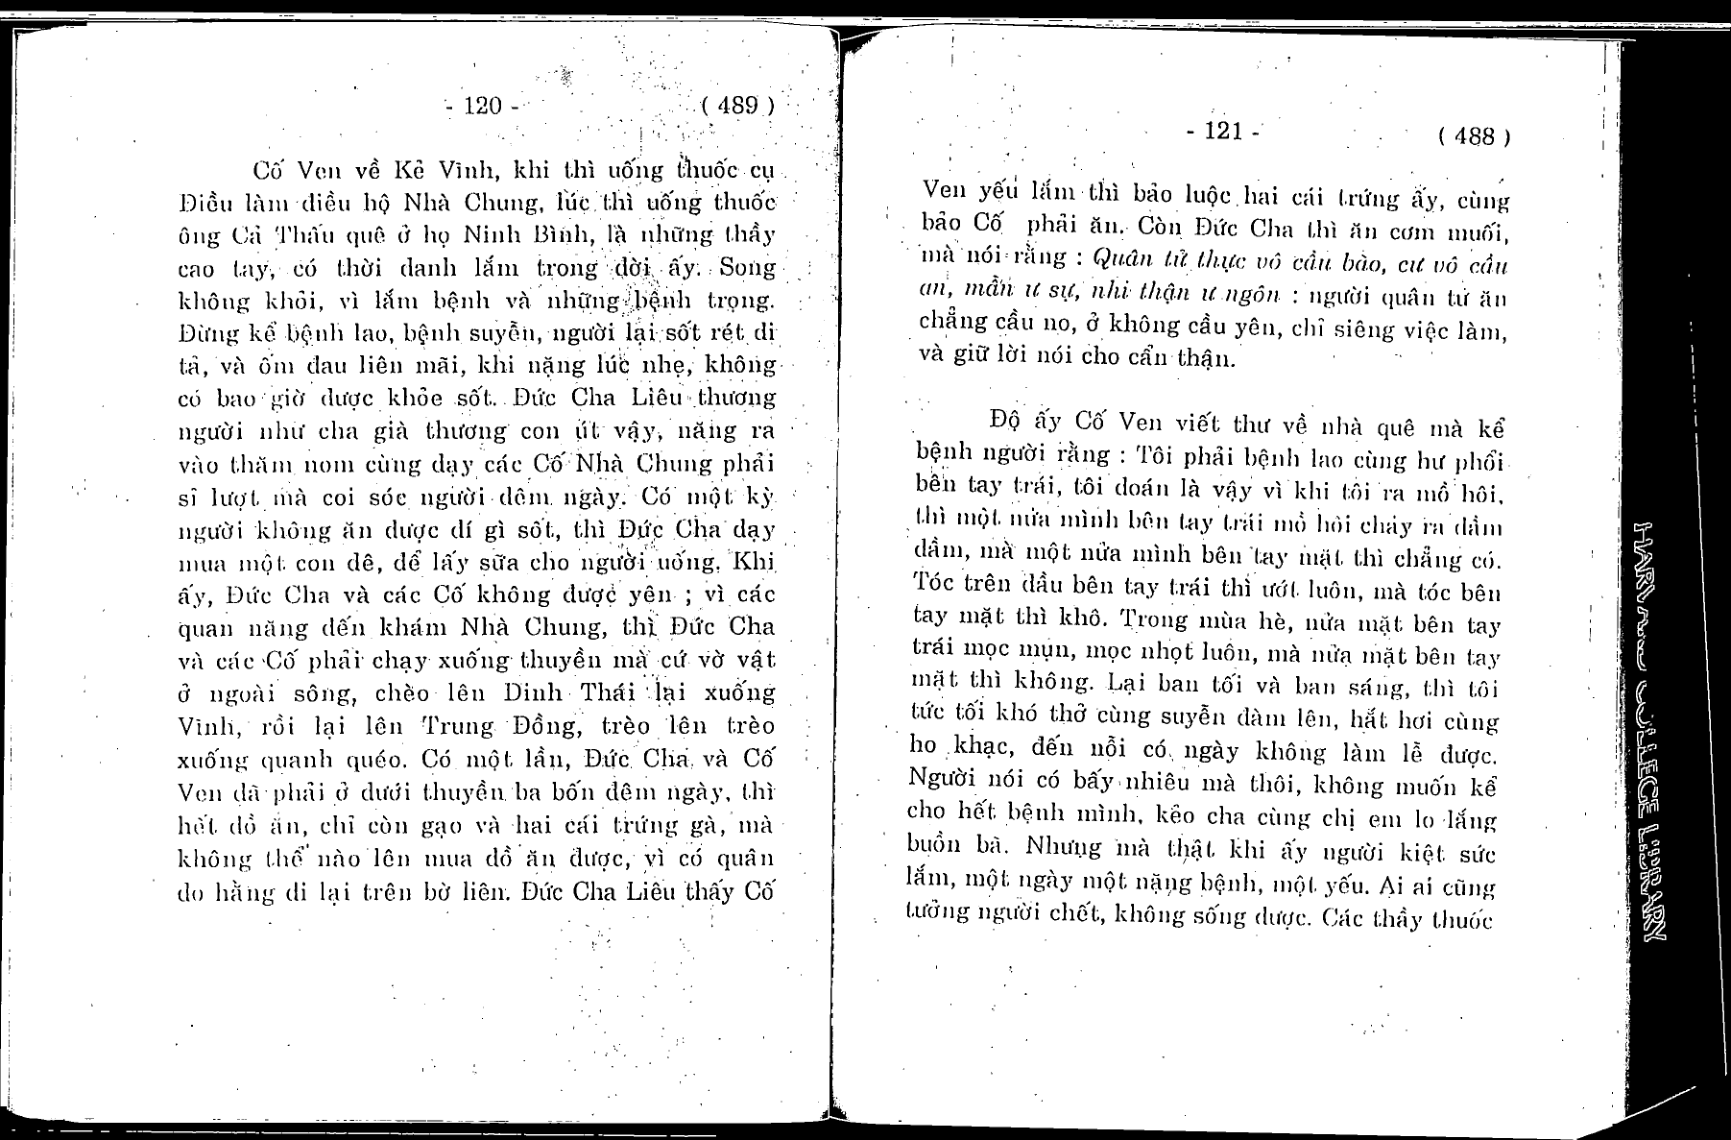 - 120 -
( 489 )
Cố Ven về Kẻ Vĩnh, khi thì uống thuốc cụ
Điều làm điều hộ Nhà Chung, lúc thì uống thuốc
ông Cả Thấu quê ở họ Ninh Bình, là những thầy
cao tay, có thời danh lắm trong đời ấy. Song
không khỏi, vì lắm bệnh và những bệnh trọng.
Đừng kể bệnh lao, bệnh suyễn, người lại sốt rét đi
tả, và ốm đau liên mãi, khi nặng lúc nhẹ, không
có bao giờ được khỏe sốt. Đức Cha Liêu thương
người như cha già thương con út vậy, năng ra
vào thăm nom cùng dạy các Cố Nhà Chung phải
sĩ lượt mà coi sóc người đêm ngày. Có một kỳ
người không ăn được dí gì sốt, thì Đức Cha dạy
mua một con dê, để lấy sữa cho người uống. Khi
ấy, Đức Cha và các Cố không được yên ; vì các
quan năng đến khám Nhà Chung, thì Đức Cha
và các Cố phải chạy xuống thuyền mà cứ vờ vật
ở ngoài sông, chèo lên Dinh Thái lại xuống
Vĩnh, rồi lại lên Trung Đồng, trèo lên trèo
xuống quanh quéo. Có một lần, Đức Cha và Cố
Ven đã phải ở dưới thuyền ba bốn đêm ngày, thì
hết đồ ăn, chỉ còn gạo và hai cái trứng gà, mà
không thể nào lên mua đồ ăn được, vì có quân
do hằng đi lại trên bờ liên. Đức Cha Liêu thấy Cố
- 121 -
( 488 )
Ven yếu lắm thì bảo luộc hai cái trứng ấy, cùng
bảo Cố phải ăn. Còn Đức Cha thì ăn cơm muối,
mà nói rằng : Quân tử thực vô cầu bảo, cư vô cầu
an, mẫn ư sự, nhi thận ư ngôn : người quân tử ăn
chẳng cầu no, ở không cầu yên, chỉ siêng việc làm,
và giữ lời nói cho cẩn thận.
Độ ấy Cố Ven viết thư về nhà quê mà kể
bệnh người rằng : Tôi phải bệnh lao cùng hư phổi
bên tay trái, tôi đoán là vậy vì khi tôi ra mồ hôi,
thì một nửa mình bên tay trái mồ hôi chảy ra đầm
đầm, mà một nửa mình bên tay mặt thì chẳng có.
Tóc trên đầu bên tay trái thì ướt luôn, mà tóc bên
tay mặt thì khô. Trong mùa hè, nửa mặt bên tay
trái mọc mụn, mọc nhọt luôn, mà nửa mặt bên tay
mặt thì không. Lại ban tối và ban sáng, thì tôi
tức tối khó thở cùng suyễn đàm lên, hắt hơi cùng
ho khạc, đến nỗi có ngày không làm lễ được.
Người nói có bấy nhiêu mà thôi, không muốn kể
cho hết bệnh mình, kẻo cha cùng chị em lo lắng
buồn bã. Nhưng mà thật khi ấy người kiệt sức
lắm, một ngày một nặng bệnh, một yếu. Ai ai cũng
tưởng người chết, không sống được. Các thầy thuốc
HARVARD COLLEGE LIBRARY